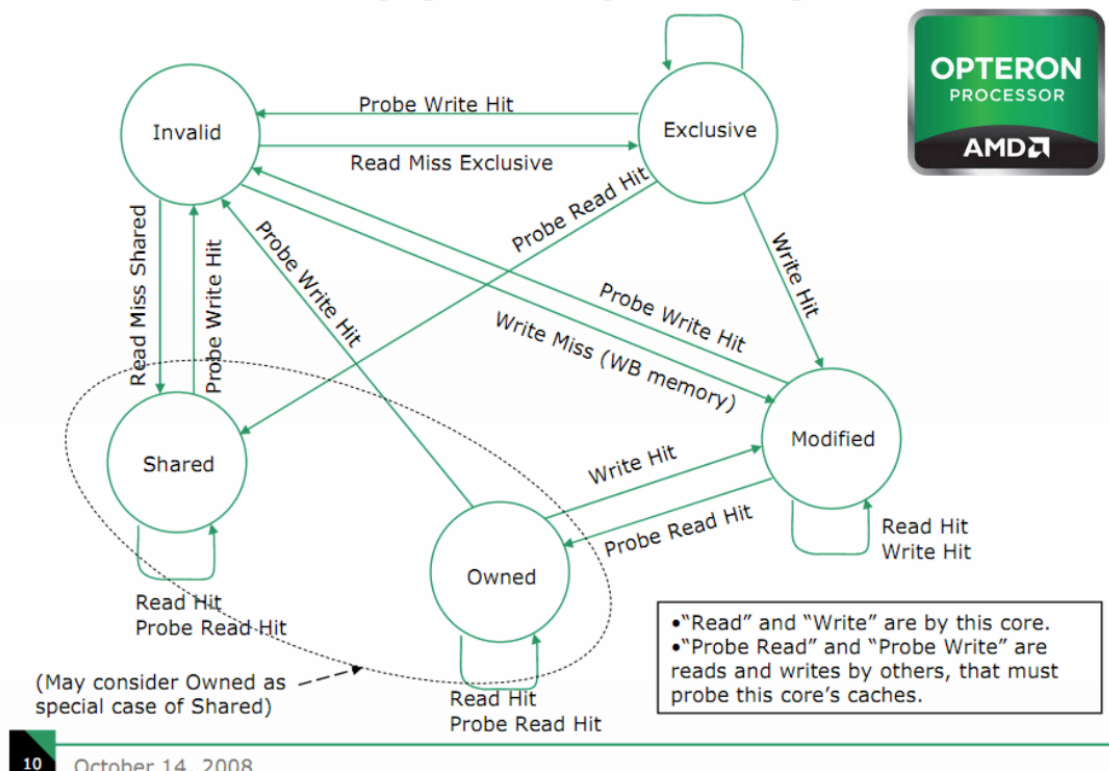 OPTERON
PROCESSOR
AMD
Probe Write Hit
Invalid
Exclusive
Read Miss Exclusive
Probe Read Hit
Read Miss Shared
Probe Write Hit
Probe Write Hit
Write Hit
Probe Write Hit
Write Miss (WB memory)
Shared
Modified
Write Hit
Probe Read Hit
Owned
Read Hit
Write Hit
Read Hit
Probe Read Hit
•"Read" and "Write" are by this core.
•"Probe Read" and "Probe Write" are
reads and writes by others, that must
probe this core's caches.
(May consider Owned as
special case of Shared)
Read Hit
Probe Read Hit
10
October 14, 2008